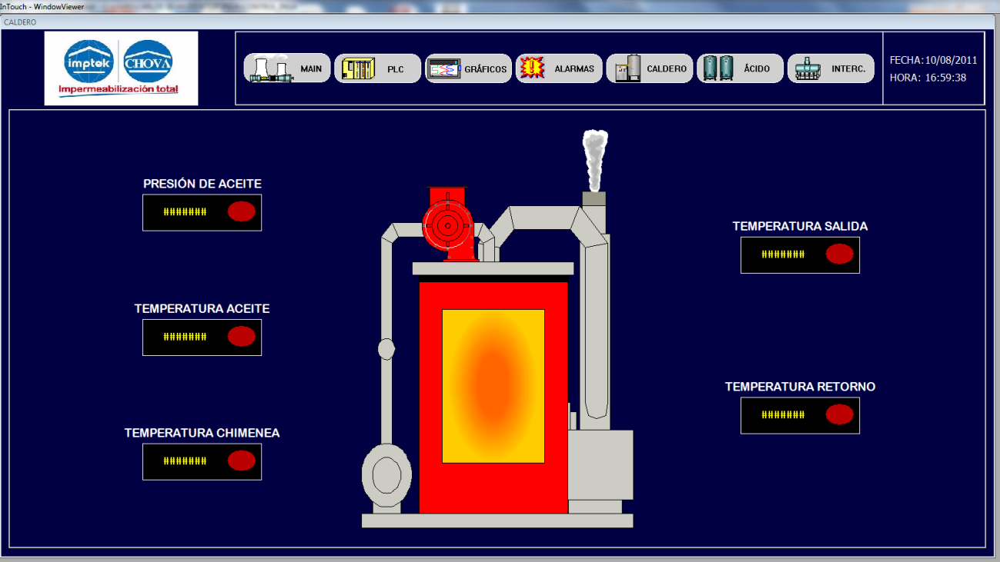 InTouch - WindowViewer
CALDERO
imptek CHOVA
Impermeabilización total
MAIN
PLC
GRÁFICOS
ALARMAS
CALDERO
ÁCIDO
INTERC.
FECHA:10/08/2011
HORA: 16:59:38
PRESIÓN DE ACEITE
#######
TEMPERATURA SALIDA
#######
TEMPERATURA ACEITE
#######
TEMPERATURA RETORNO
#######
TEMPERATURA CHIMENEA
#######